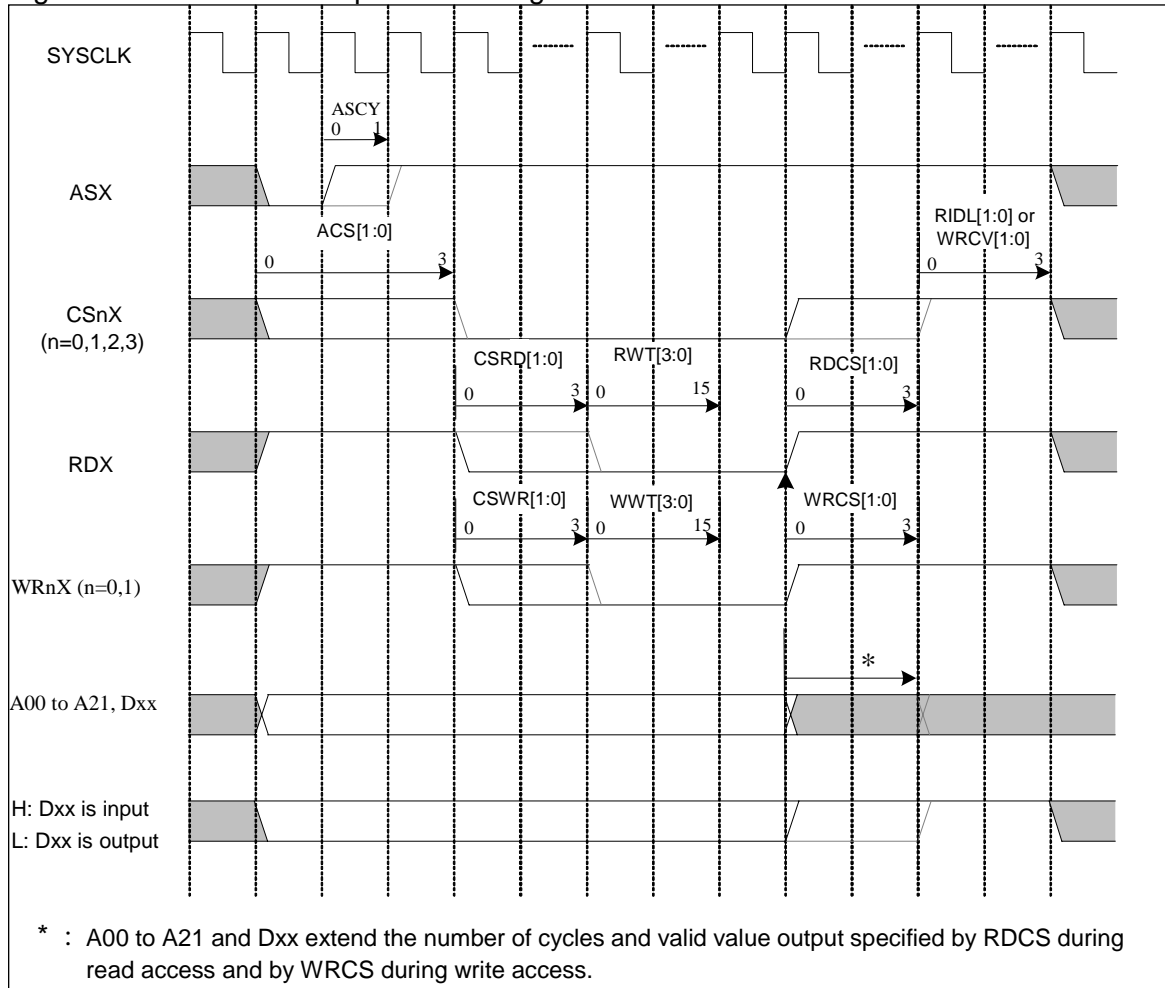 SYSCLK
ASCY
0 1
ASX
ACS[1:0]
RIDL[1:0] or
WRCV[1:0]
0 3
0 3
CSnX
(n=0,1,2,3)
CSRD[1:0]
RWT[3:0]
RDCS[1:0]
0 3 0 15 0 3
RDX
CSWR[1:0]
WWT[3:0]
WRCS[1:0]
0 3 0 15 0 3
WRnX (n=0,1)
*
A00 to A21, Dxx
H: Dxx is input
L: Dxx is output
* : A00 to A21 and Dxx extend the number of cycles and valid value output specified by RDCS during
read access and by WRCS during write access.